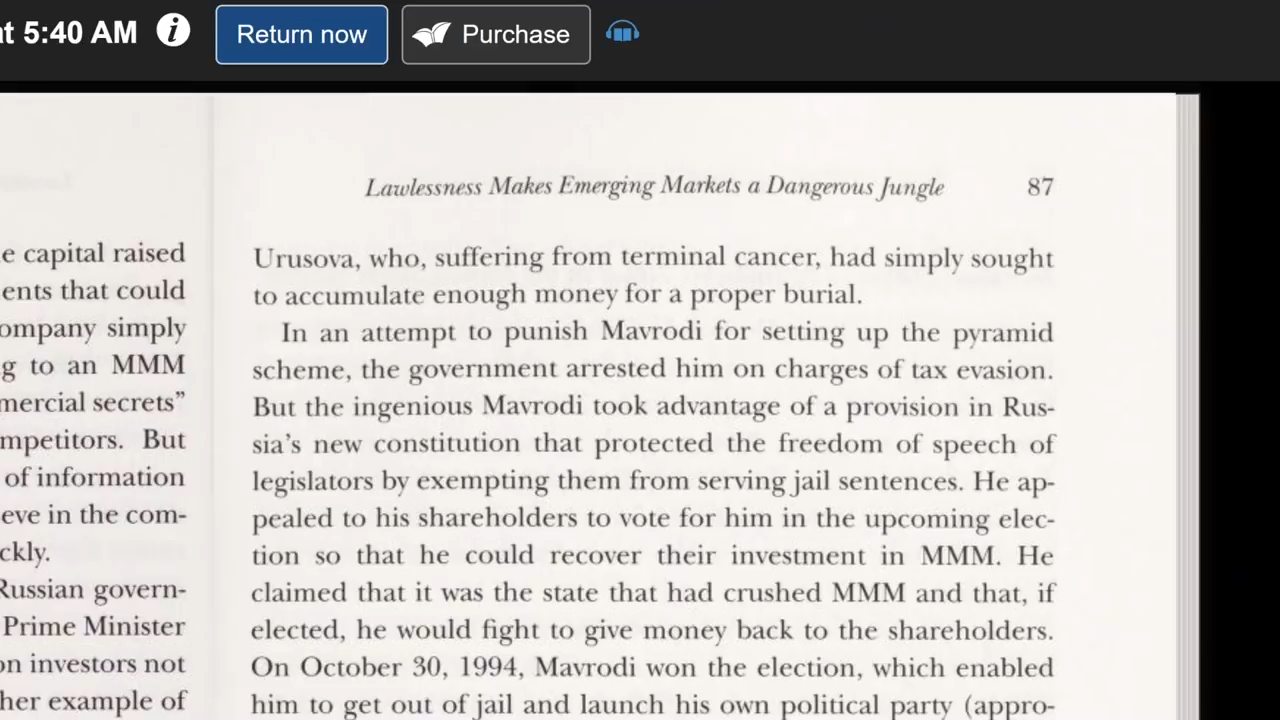 at 5:40 AM
Return now
Purchase
e capital raised
ents that could
ompany simply
g to an MMM
mercial secrets”
mpetitors. But
of information
eve in the com-
ckly.
Russian govern-
Prime Minister
on investors not
her example of
Lawlessness Makes Emerging Markets a Dangerous Jungle 87
Urusova, who, suffering from terminal cancer, had simply sought
to accumulate enough money for a proper burial.
In an attempt to punish Mavrodi for setting up the pyramid
scheme, the government arrested him on charges of tax evasion.
But the ingenious Mavrodi took advantage of a provision in Rus-
sia’s new constitution that protected the freedom of speech of
legislators by exempting them from serving jail sentences. He ap-
pealed to his shareholders to vote for him in the upcoming elec-
tion so that he could recover their investment in MMM. He
claimed that it was the state that had crushed MMM and that, if
elected, he would fight to give money back to the shareholders.
On October 30, 1994, Mavrodi won the election, which enabled
him to get out of jail and launch his own political party (appro-